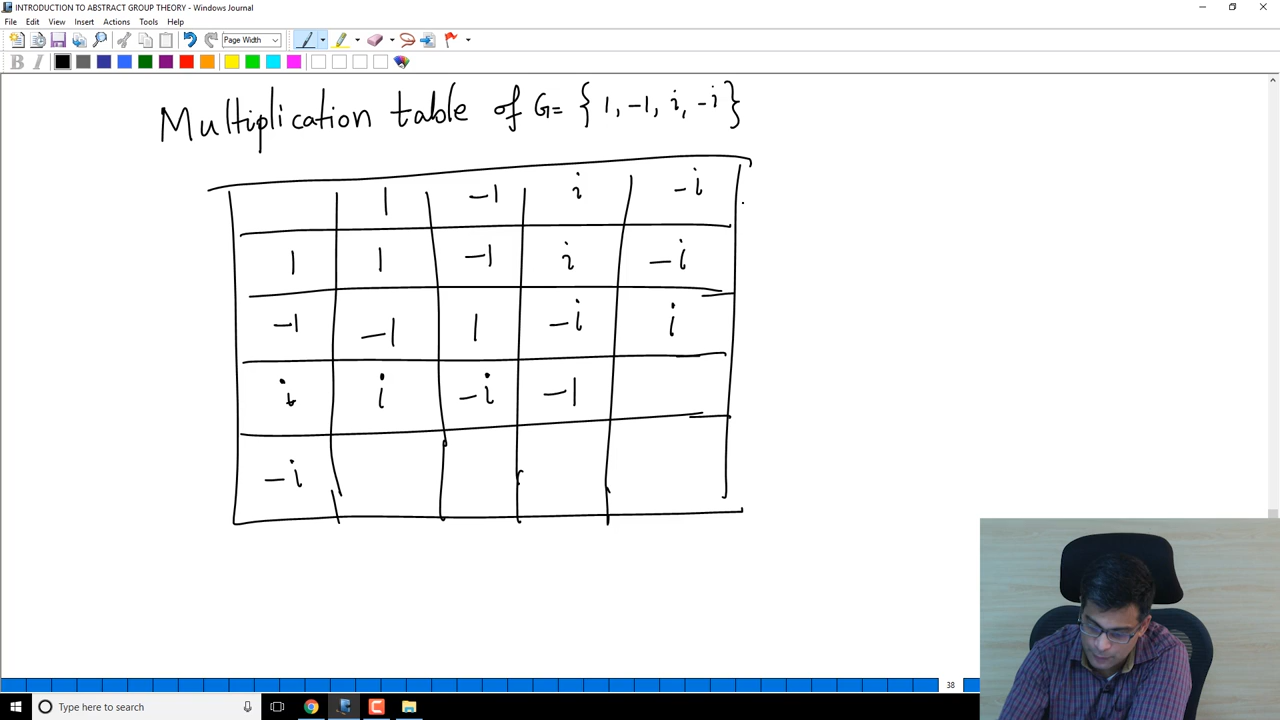 INTRODUCTION TO ABSTRACT GROUP THEORY - Windows Journal
File Edit View Insert Actions Tools Help
Page Width
B I
Multiplication table of G= {1, -1, i, -i}
1 -1 i -i
1 1 -1 i -i
-1 -1 1 -i i
i i -i -1
-i
38
Type here to search